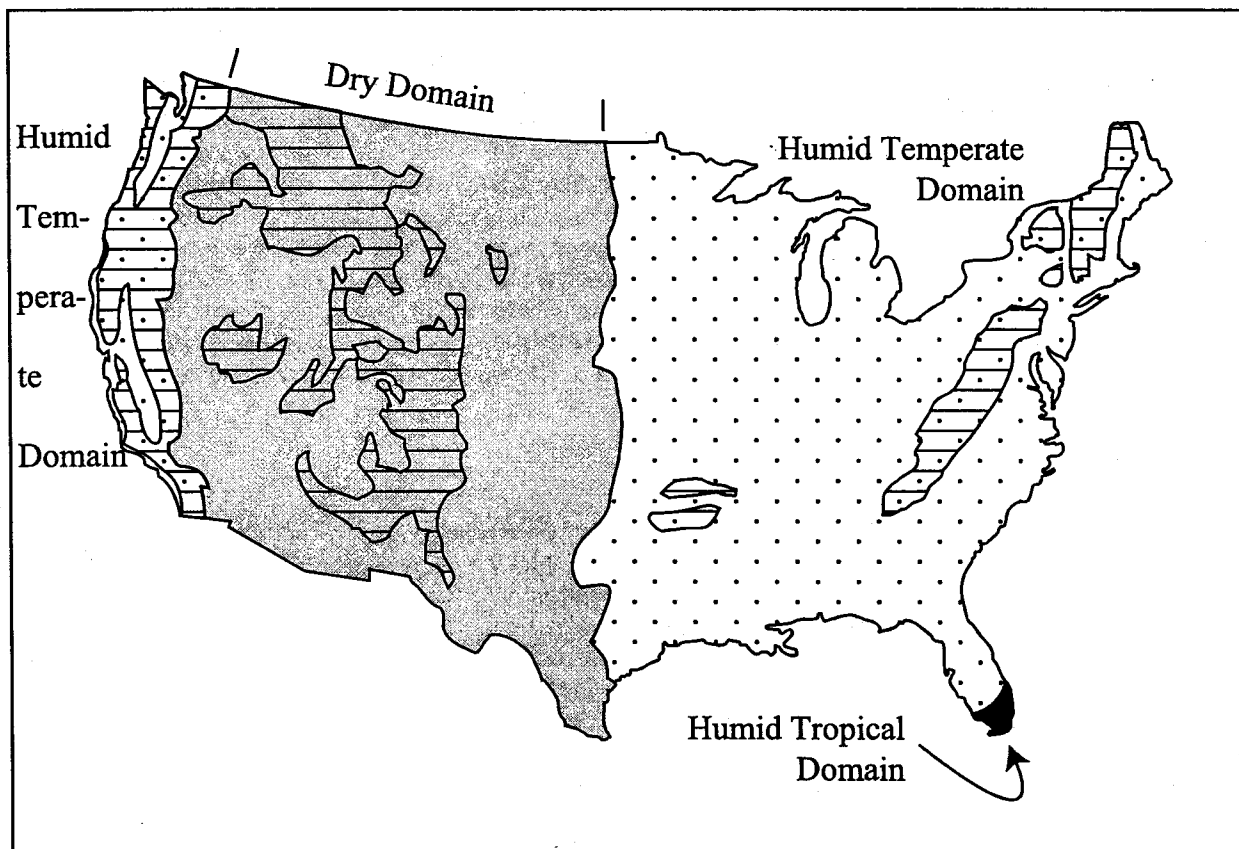 Dry Domain
Humid
Tem-
pera-
te
Domain
Humid Temperate
Domain
Humid Tropical
Domain